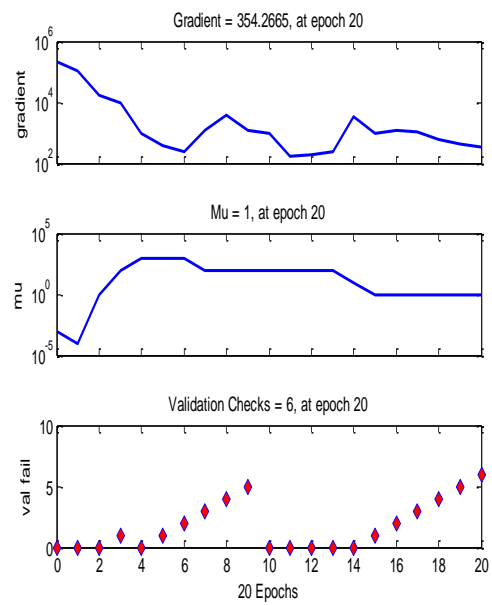 Gradient = 354.2665, at epoch 20
10^6
10^4
10^2
gradient
Mu = 1, at epoch 20
10^5
10^0
10^-5
mu
Validation Checks = 6, at epoch 20
10
5
0
val fail
0 2 4 6 8 10 12 14 16 18 20
20 Epochs